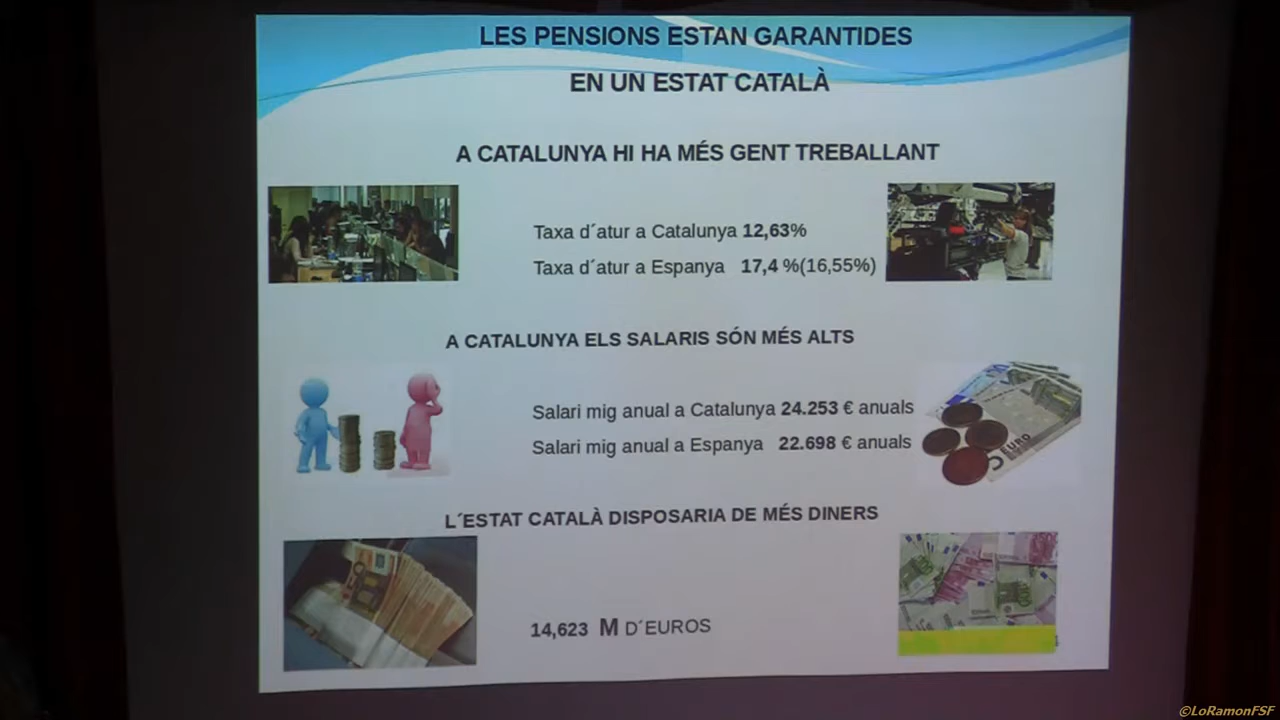 LES PENSIONS ESTAN GARANTIDES
EN UN ESTAT CATALÀ
A CATALUNYA HI HA MÉS GENT TREBALLANT
Taxa d´atur a Catalunya 12,63%
Taxa d´atur a Espanya 17,4 %(16,55%)
A CATALUNYA ELS SALARIS SÓN MÉS ALTS
Salari mig anual a Catalunya 24.253 € anuals
Salari mig anual a Espanya 22.698 € anuals
5 EURO
L´ESTAT CATALÀ DISPOSARIA DE MÉS DINERS
14,623 M D´EUROS
©LoRamonFSF